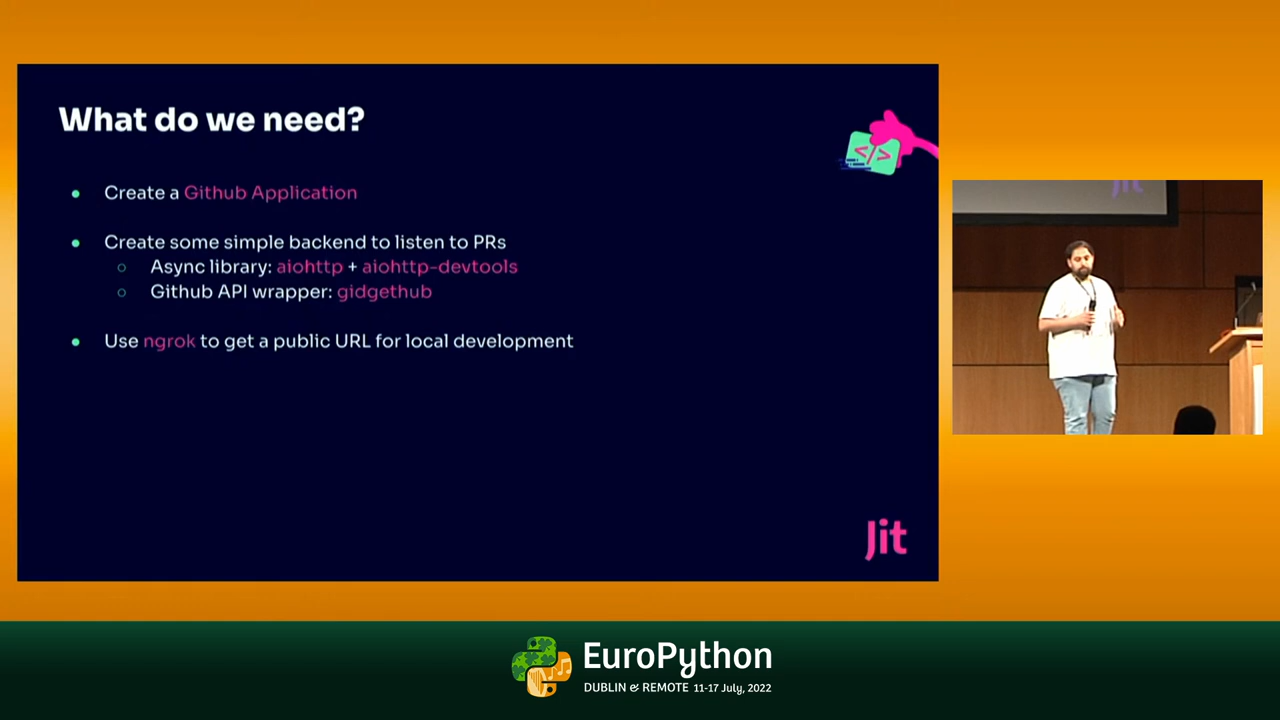 What do we need?
</>
Create a Github Application
Create some simple backend to listen to PRs
Async library: aiohttp + aiohttp-devtools
Github API wrapper: gidgethub
Use ngrok to get a public URL for local development
Jit
Jit
EuroPython
DUBLIN & REMOTE 11-17 July, 2022